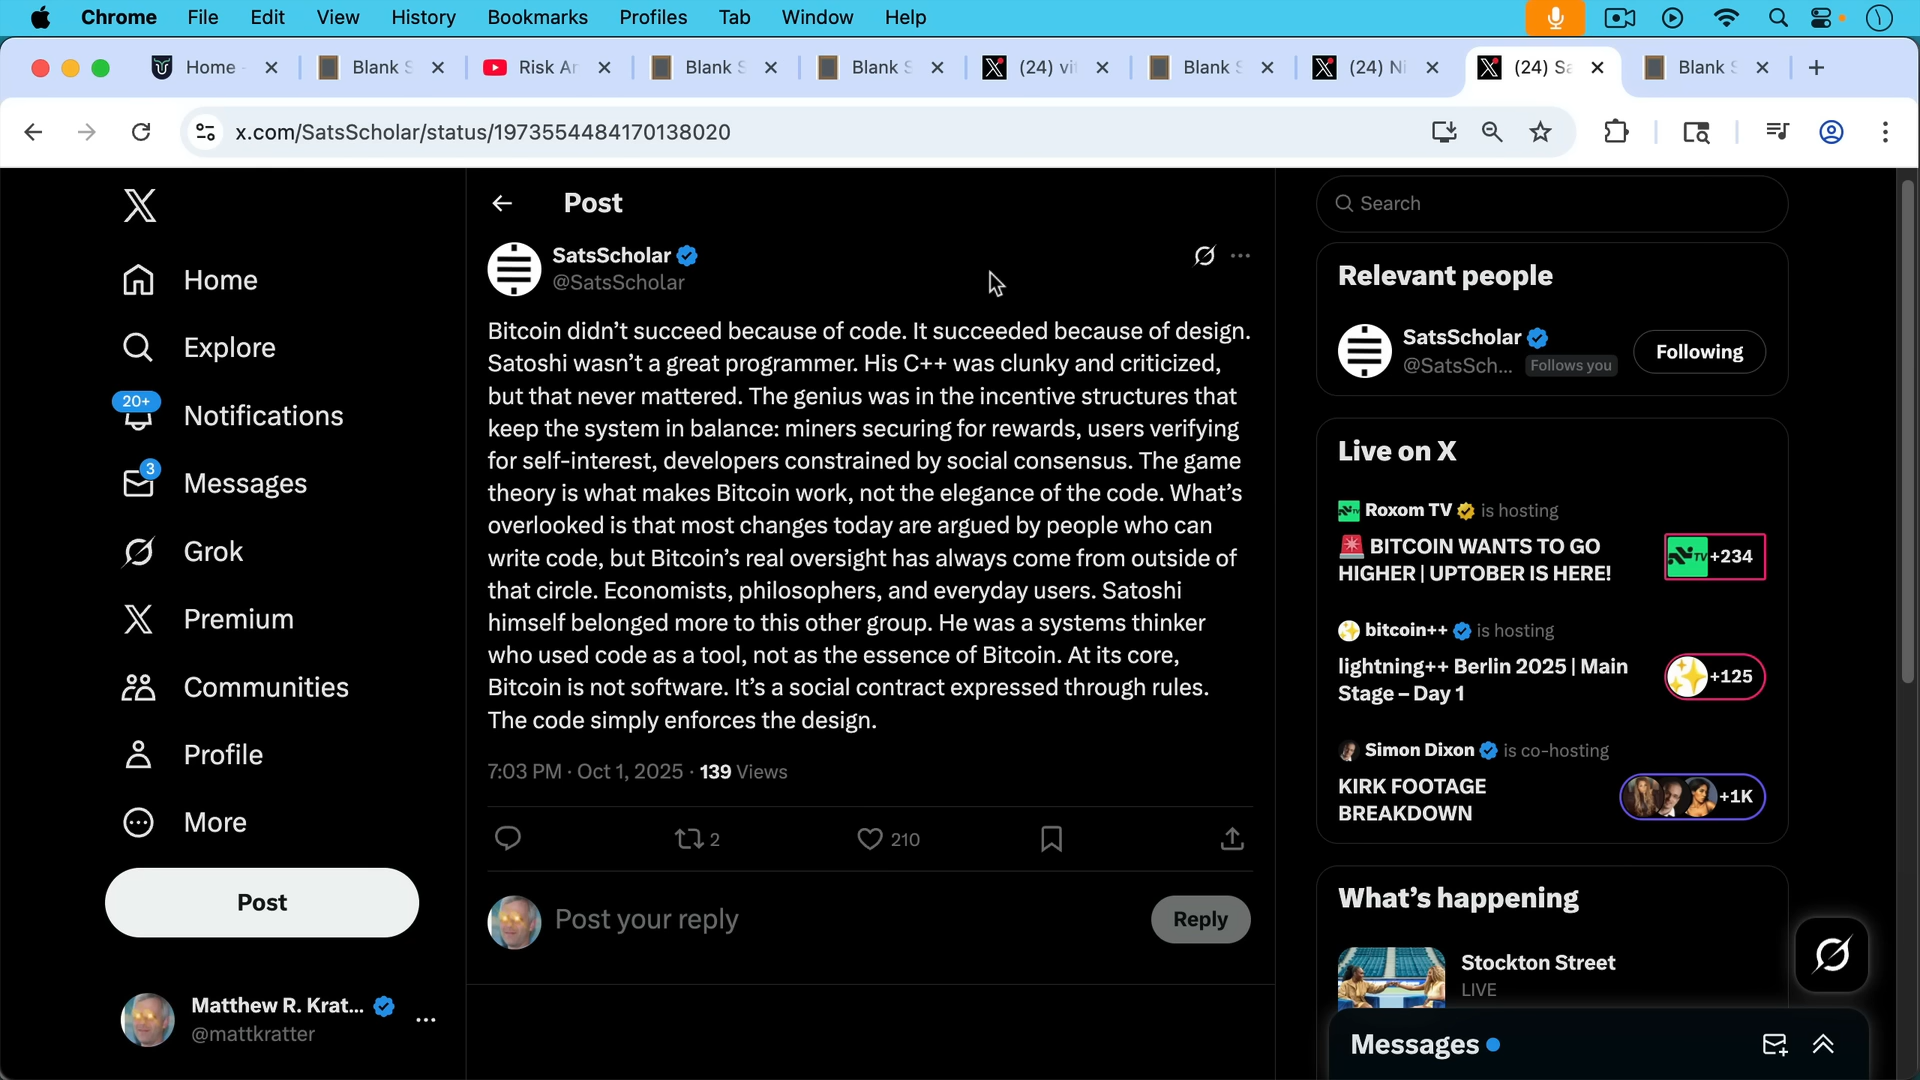 Chrome File Edit View History Bookmarks Profiles Tab Window Help
Home Blank S Risk Ar Blank S Blank S (24) vit Blank S (24) Ni (24) Sa Blank S
x.com/SatsScholar/status/1973554484170138020
Home
Explore
20+
Notifications
3
Messages
Grok
Premium
Communities
Profile
More
Post
Matthew R. Krat...
@mattkratter
Post
SatsScholar
@SatsScholar
Bitcoin didn't succeed because of code. It succeeded because of design.
Satoshi wasn't a great programmer. His C++ was clunky and criticized,
but that never mattered. The genius was in the incentive structures that
keep the system in balance: miners securing for rewards, users verifying
for self-interest, developers constrained by social consensus. The game
theory is what makes Bitcoin work, not the elegance of the code. What's
overlooked is that most changes today are argued by people who can
write code, but Bitcoin's real oversight has always come from outside of
that circle. Economists, philosophers, and everyday users. Satoshi
himself belonged more to this other group. He was a systems thinker
who used code as a tool, not as the essence of Bitcoin. At its core,
Bitcoin is not software. It's a social contract expressed through rules.
The code simply enforces the design.
7:03 PM · Oct 1, 2025 · 139 Views
2 210
Post your reply Reply
Search
Relevant people
SatsScholar
@SatsSch... Follows you
Following
Live on X
Roxom TV is hosting
🚨 BITCOIN WANTS TO GO
HIGHER | UPTOBER IS HERE!
TV +234
bitcoin++ is hosting
lightning++ Berlin 2025 | Main
Stage – Day 1
+125
Simon Dixon is co-hosting
KIRK FOOTAGE
BREAKDOWN
+1K
What's happening
Stockton Street
LIVE
Messages